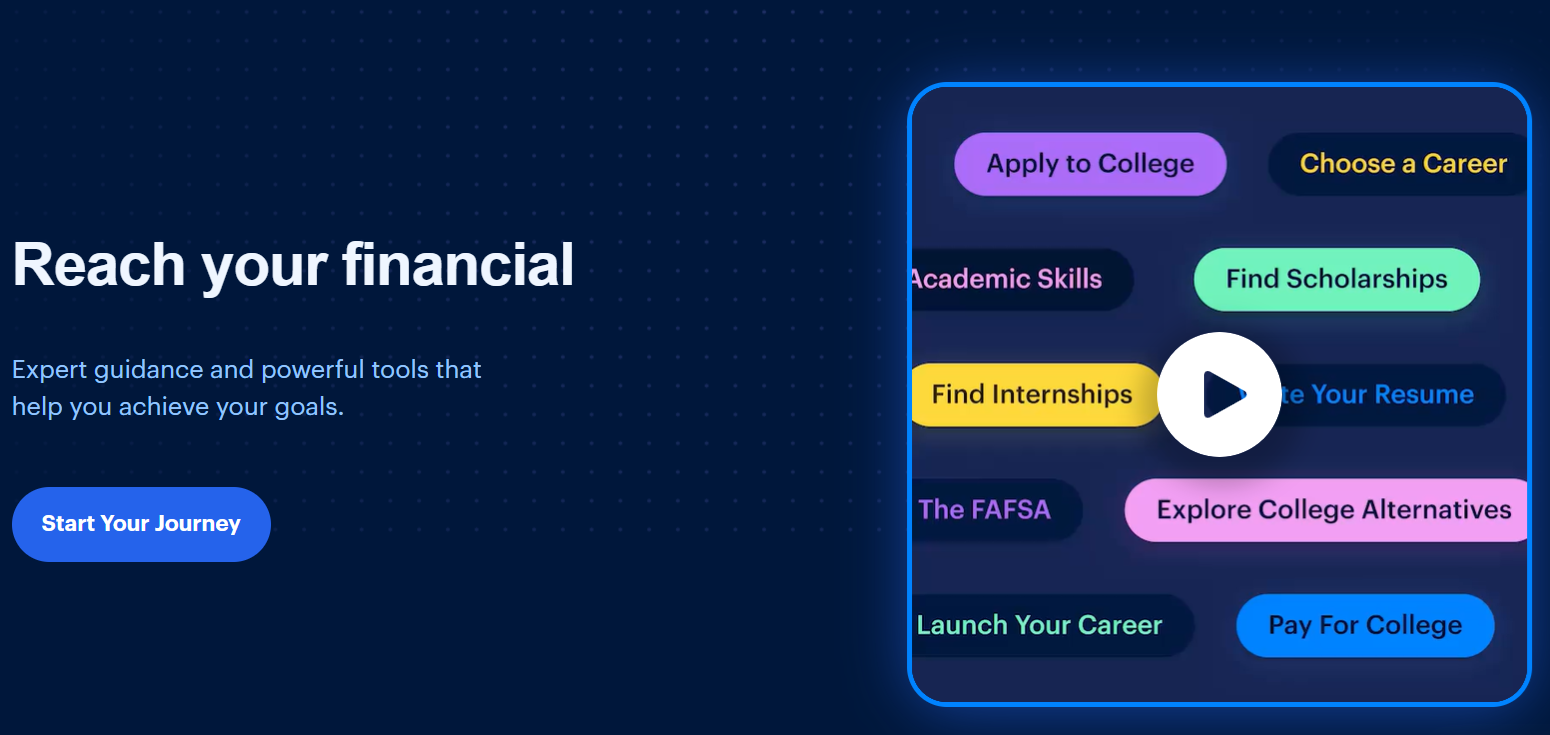 Reach your financial
Expert guidance and powerful tools that
help you achieve your goals.
Start Your Journey
Apply to College
Choose a Career
Academic Skills
Find Scholarships
Find Internships
Your Resume
The FAFSA
Explore College Alternatives
Launch Your Career
Pay For College